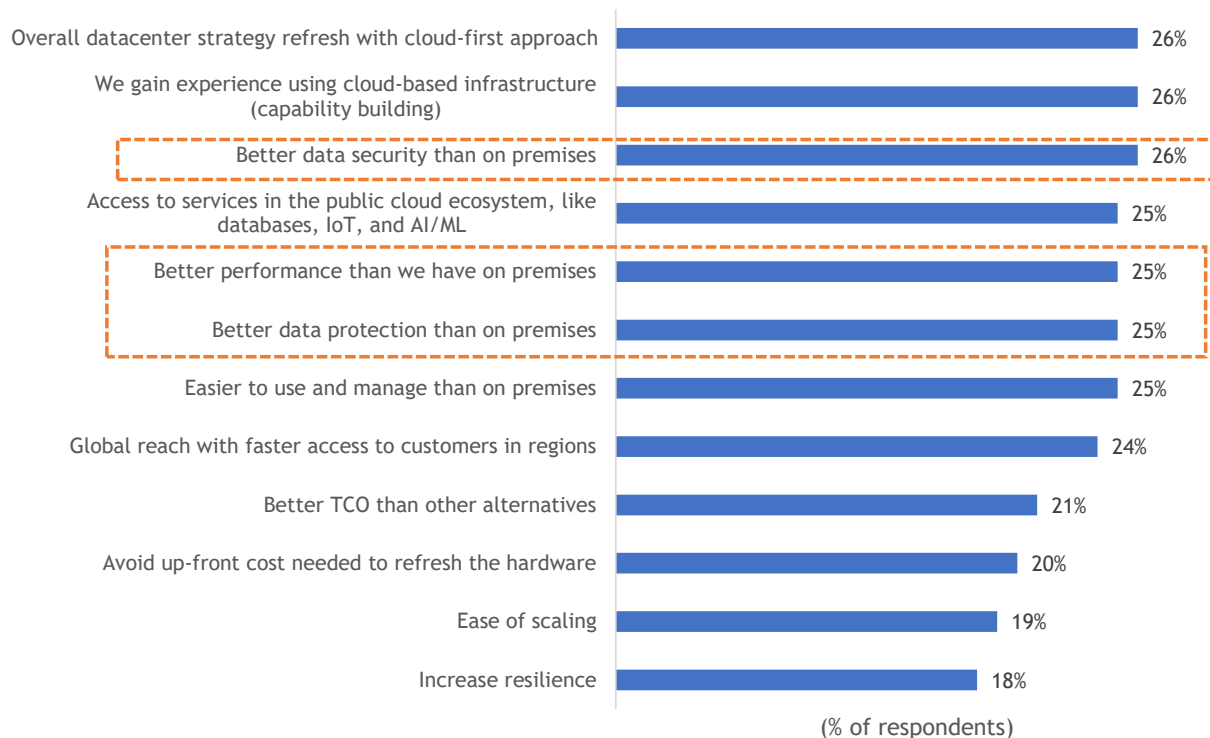 Overall datacenter strategy refresh with cloud-first approach 26%
We gain experience using cloud-based infrastructure
(capability building) 26%
Better data security than on premises 26%
Access to services in the public cloud ecosystem, like
databases, IoT, and AI/ML 25%
Better performance than we have on premises 25%
Better data protection than on premises 25%
Easier to use and manage than on premises 25%
Global reach with faster access to customers in regions 24%
Better TCO than other alternatives 21%
Avoid up-front cost needed to refresh the hardware 20%
Ease of scaling 19%
Increase resilience 18%
(% of respondents)